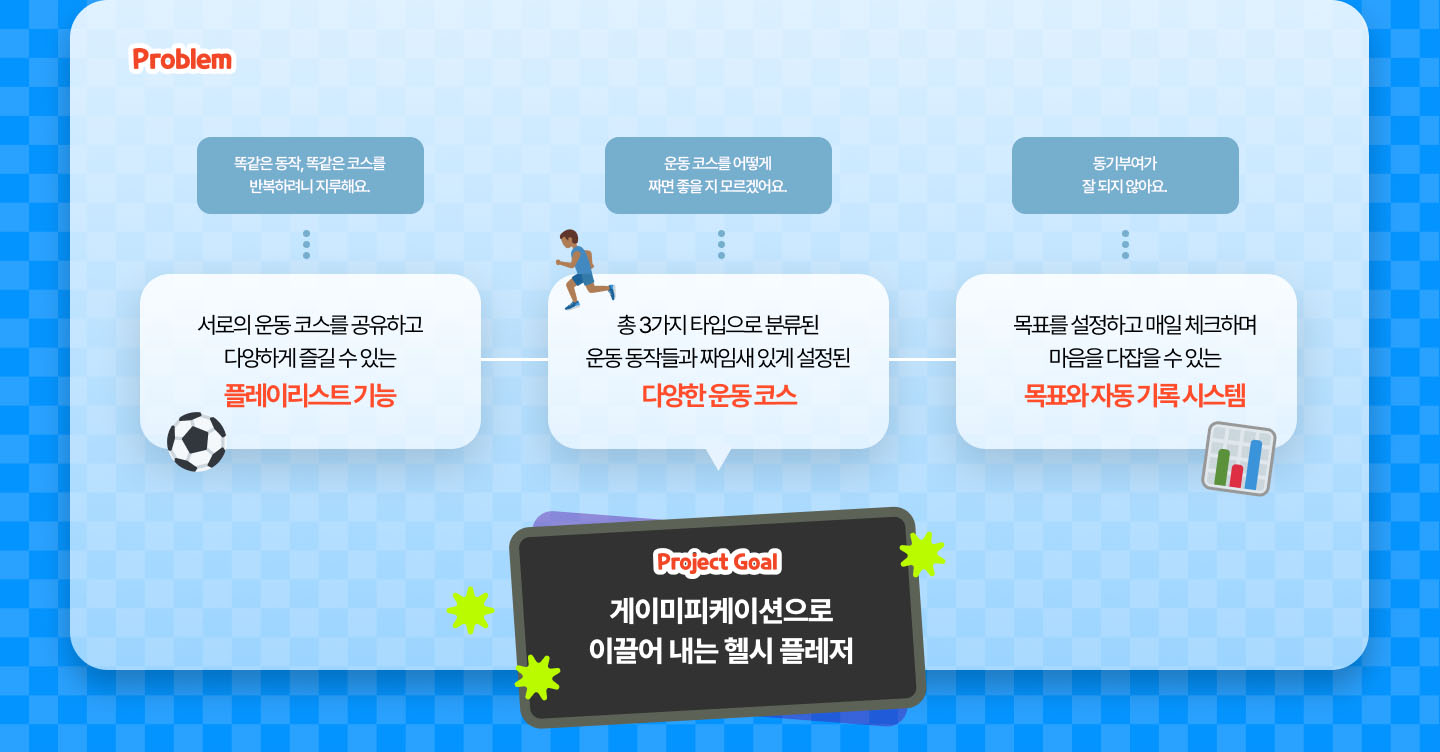 Problem
똑같은 동작, 똑같은 코스를
반복하려니 지루해요.
운동 코스를 어떻게
짜면 좋을 지 모르겠어요.
동기부여가
잘 되지 않아요.
서로의 운동 코스를 공유하고
다양하게 즐길 수 있는
플레이리스트 기능
총 3가지 타입으로 분류된
운동 동작들과 짜임새 있게 설정된
다양한 운동 코스
목표를 설정하고 매일 체크하며
마음을 다잡을 수 있는
목표와 자동 기록 시스템
Project Goal
게이미피케이션으로
이끌어 내는 헬시 플레저